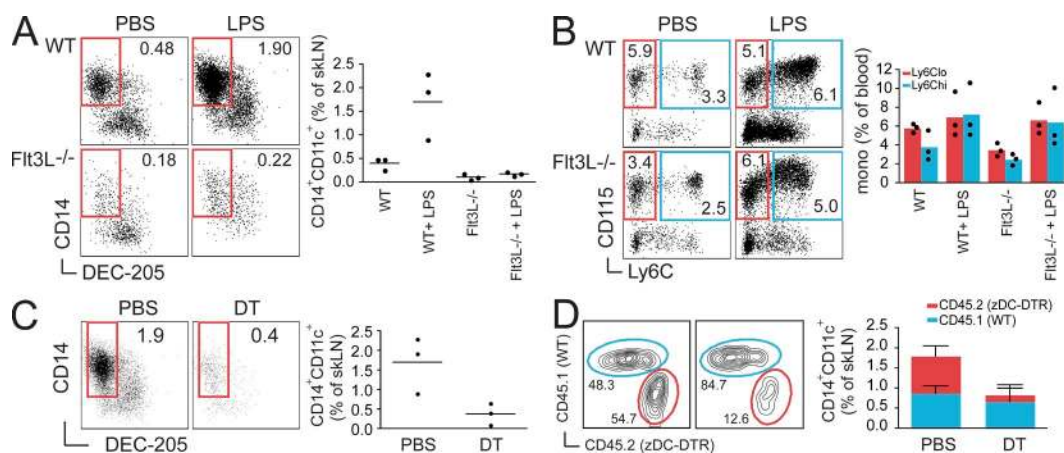 A
PBS
LPS
WT
0.48
1.90
Flt3L-/-
0.18
0.22
CD14
DEC-205
CD14+CD11c+ (% of skLN)
2.5
2.0
1.5
1.0
0.5
0.0
WT
WT+ LPS
Flt3L-/-
Flt3L-/- + LPS
B
PBS
LPS
WT
5.9
3.3
5.1
6.1
Flt3L-/-
3.4
2.5
6.1
5.0
CD115
Ly6C
Ly6Clo
Ly6Chi
mono (% of blood)
12
10
8
6
4
2
0
WT
WT + LPS
Flt3L-/-
Flt3L-/- + LPS
C
PBS
DT
1.9
0.4
CD14
DEC-205
CD14+CD11c+
(% of skLN)
2.5
2.0
1.5
1.0
0.5
0.0
PBS
DT
D
CD45.1 (WT)
48.3
54.7
84.7
12.6
CD45.2 (zDC-DTR)
CD45.2 (zDC-DTR)
CD45.1 (WT)
CD14+CD11c+
(% of skLN)
2.5
2.0
1.5
1.0
0.5
0.0
PBS
DT